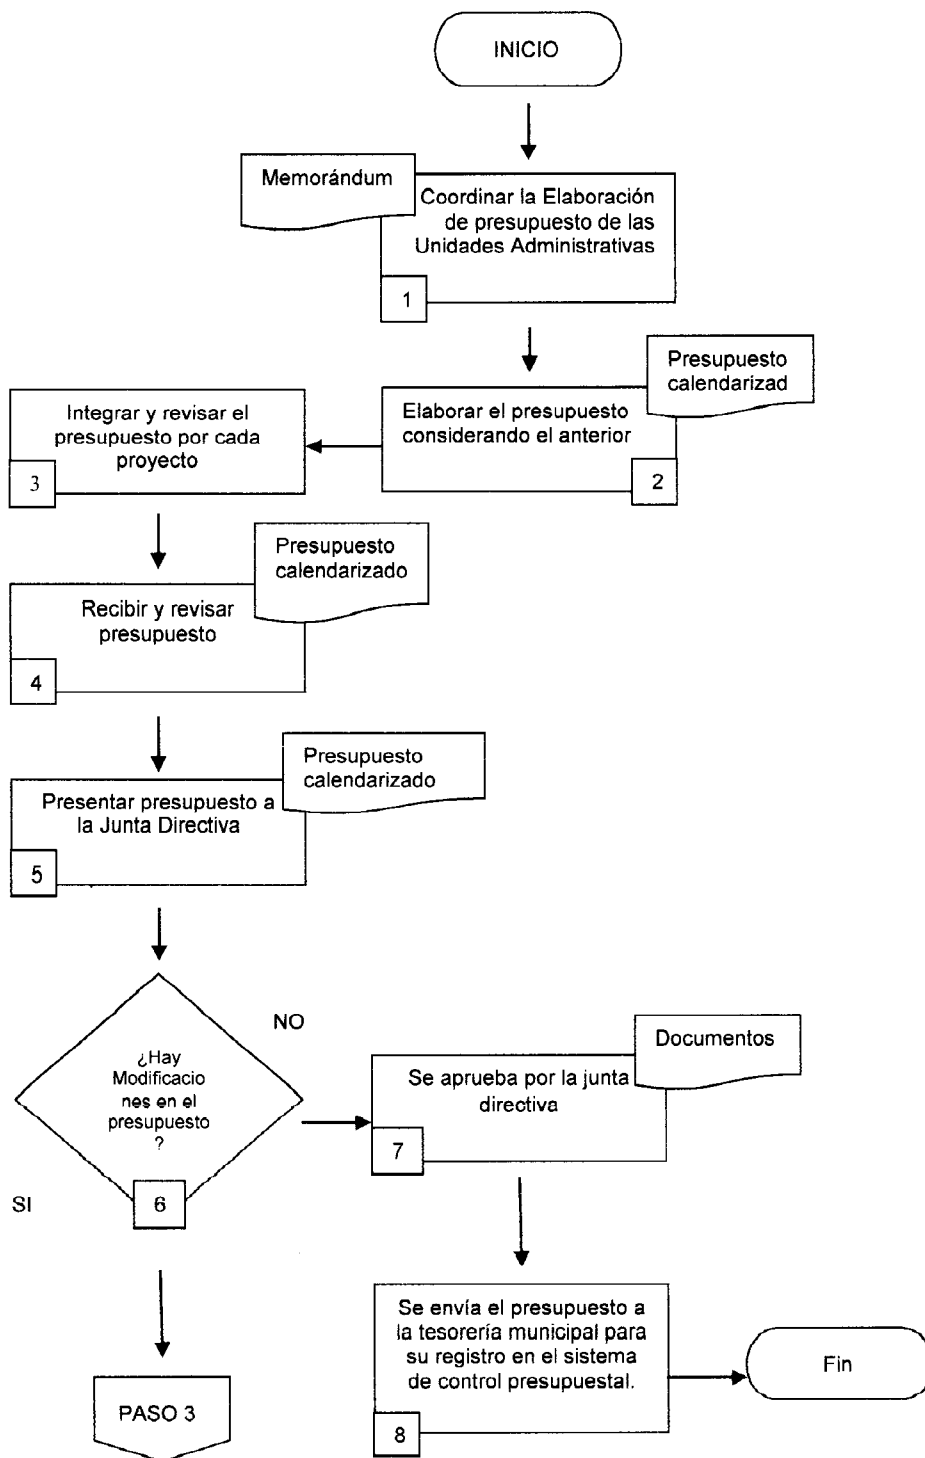 INICIO
Memorándum
Coordinar la Elaboración
de presupuesto de las
Unidades Administrativas
1
Presupuesto
calendarizad
Elaborar el presupuesto
considerando el anterior
2
Integrar y revisar el
presupuesto por cada
proyecto
3
Presupuesto
calendarizado
Recibir y revisar
presupuesto
4
Presupuesto
calendarizado
Presentar presupuesto a
la Junta Directiva
5
NO
¿Hay
Modificacio
nes en el
presupuesto
?
6
SI
Documentos
Se aprueba por la junta
directiva
7
Se envía el presupuesto a
la tesorería municipal para
su registro en el sistema
de control presupuestal.
8
Fin
PASO 3